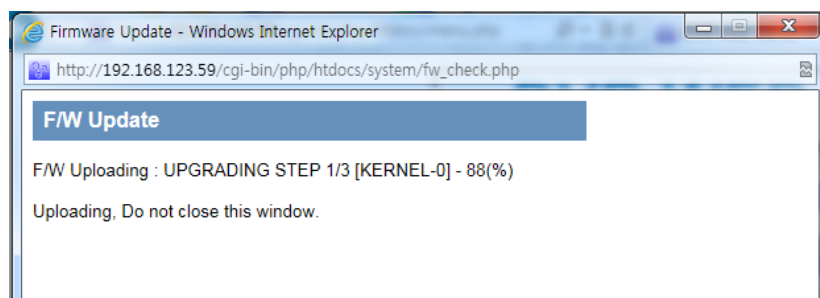 Firmware Update - Windows Internet Explorer
http://192.168.123.59/cgi-bin/php/htdocs/system/fw_check.php
F/W Update
F/W Uploading : UPGRADING STEP 1/3 [KERNEL-0] - 88(%)
Uploading, Do not close this window.